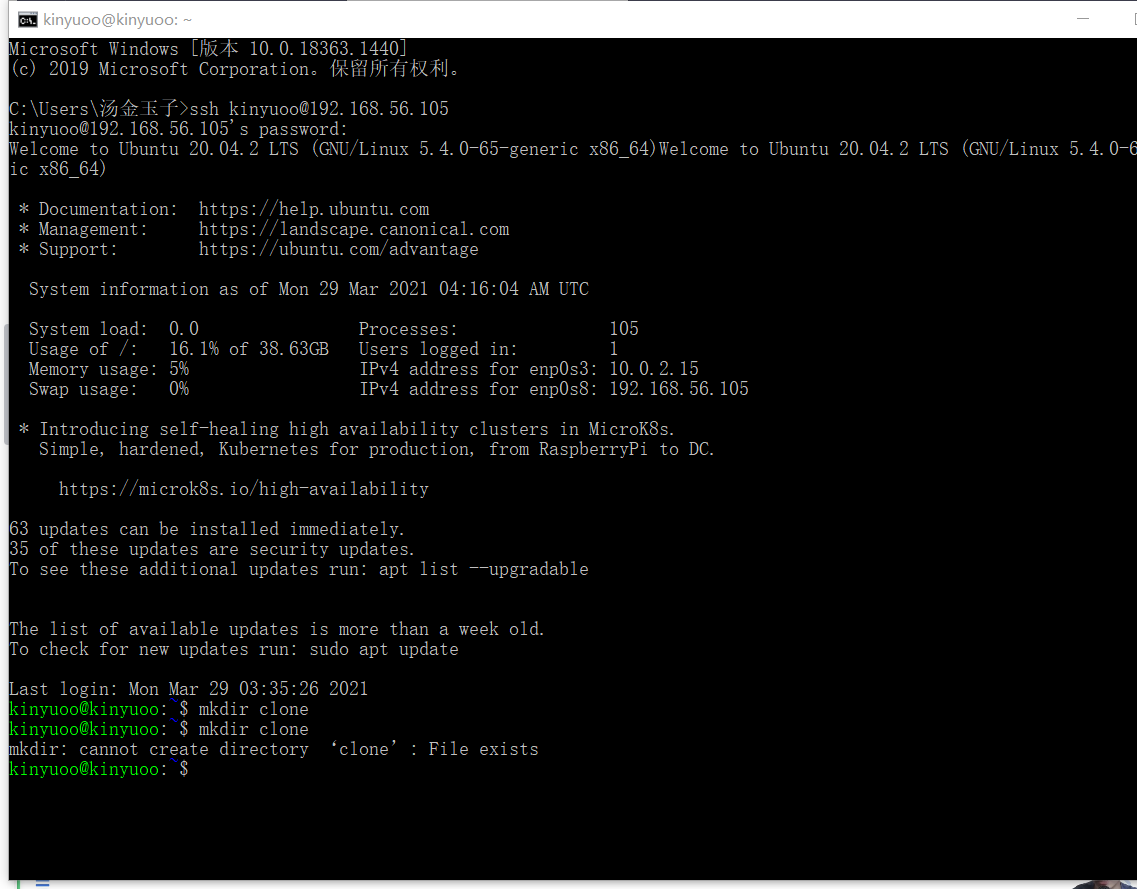 kinyuoo@kinyuoo: ~
Microsoft Windows [版本 10.0.18363.1440]
(c) 2019 Microsoft Corporation。保留所有权利。
C:\Users\汤金玉子>ssh kinyuoo@192.168.56.105
kinyuoo@192.168.56.105's password:
Welcome to Ubuntu 20.04.2 LTS (GNU/Linux 5.4.0-65-generic x86_64)Welcome to Ubuntu 20.04.2 LTS (GNU/Linux 5.4.0-6
ic x86_64)
* Documentation: https://help.ubuntu.com
* Management: https://landscape.canonical.com
* Support: https://ubuntu.com/advantage
System information as of Mon 29 Mar 2021 04:16:04 AM UTC
System load: 0.0 Processes: 105
Usage of /: 16.1% of 38.63GB Users logged in: 1
Memory usage: 5% IPv4 address for enp0s3: 10.0.2.15
Swap usage: 0% IPv4 address for enp0s8: 192.168.56.105
* Introducing self-healing high availability clusters in MicroK8s.
Simple, hardened, Kubernetes for production, from RaspberryPi to DC.
https://microk8s.io/high-availability
63 updates can be installed immediately.
35 of these updates are security updates.
To see these additional updates run: apt list --upgradable
The list of available updates is more than a week old.
To check for new updates run: sudo apt update
Last login: Mon Mar 29 03:35:26 2021
kinyuoo@kinyuoo:~$ mkdir clone
kinyuoo@kinyuoo:~$ mkdir clone
mkdir: cannot create directory ‘clone’: File exists
kinyuoo@kinyuoo:~$